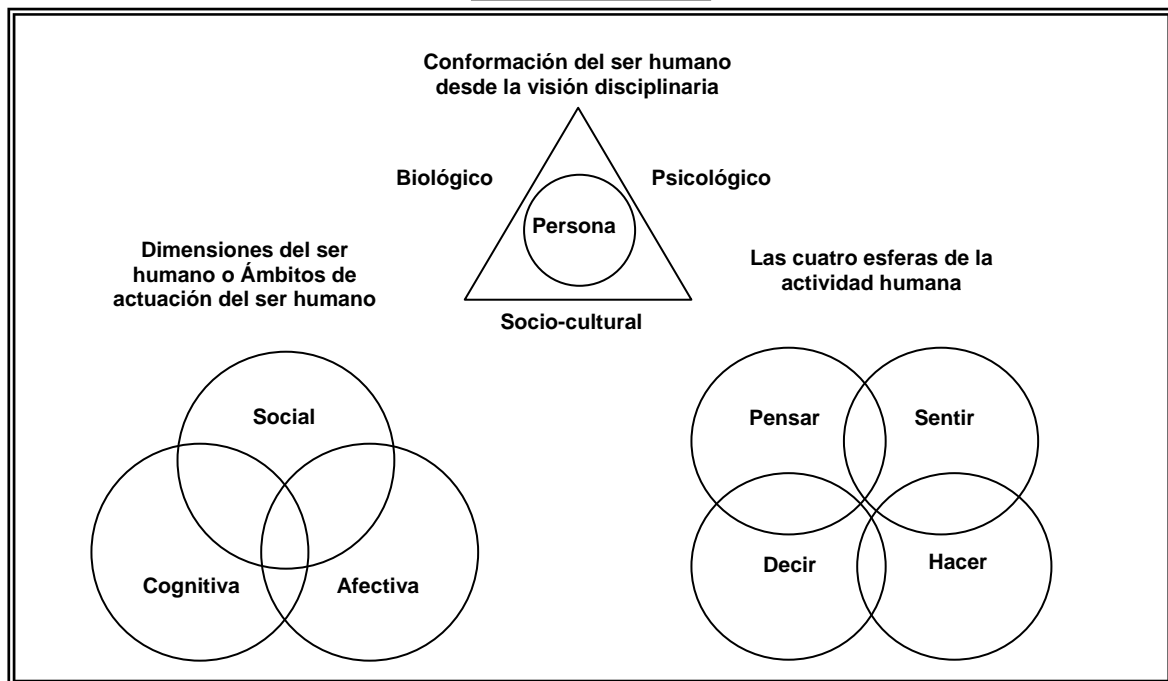 Conformación del ser humano
desde la visión disciplinaria
Biológico
Psicológico
Persona
Socio-cultural
Dimensiones del ser
humano o Ámbitos de
actuación del ser humano
Social
Cognitiva
Afectiva
Las cuatro esferas de la
actividad humana
Pensar
Sentir
Decir
Hacer